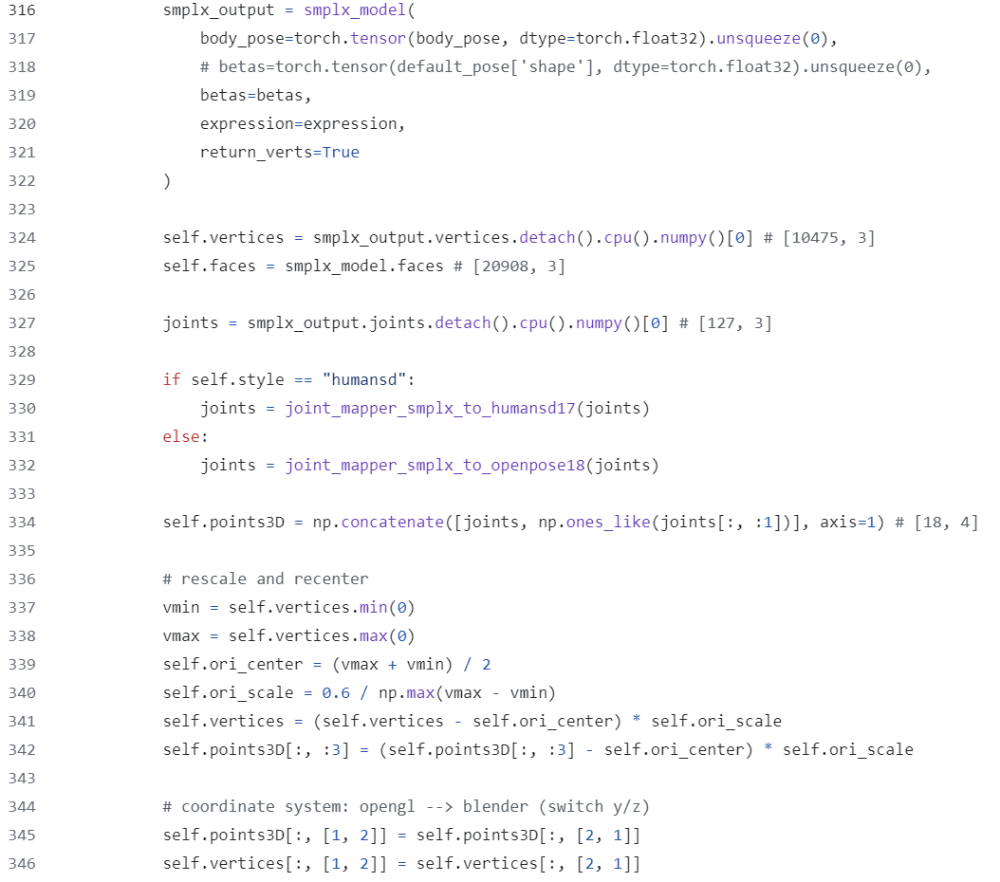 316 smplx_output = smplx_model(
317 body_pose=torch.tensor(body_pose, dtype=torch.float32).unsqueeze(0),
318 # betas=torch.tensor(default_pose['shape'], dtype=torch.float32).unsqueeze(0),
319 betas=betas,
320 expression=expression,
321 return_verts=True
322 )
323
324 self.vertices = smplx_output.vertices.detach().cpu().numpy()[0] # [10475, 3]
325 self.faces = smplx_model.faces # [20908, 3]
326
327 joints = smplx_output.joints.detach().cpu().numpy()[0] # [127, 3]
328
329 if self.style == "humansd":
330 joints = joint_mapper_smplx_to_humansd17(joints)
331 else:
332 joints = joint_mapper_smplx_to_openpose18(joints)
333
334 self.points3D = np.concatenate([joints, np.ones_like(joints[:, :1])], axis=1) # [18, 4]
335
336 # rescale and recenter
337 vmin = self.vertices.min(0)
338 vmax = self.vertices.max(0)
339 self.ori_center = (vmax + vmin) / 2
340 self.ori_scale = 0.6 / np.max(vmax - vmin)
341 self.vertices = (self.vertices - self.ori_center) * self.ori_scale
342 self.points3D[:, :3] = (self.points3D[:, :3] - self.ori_center) * self.ori_scale
343
344 # coordinate system: opengl --> blender (switch y/z)
345 self.points3D[:, [1, 2]] = self.points3D[:, [2, 1]]
346 self.vertices[:, [1, 2]] = self.vertices[:, [2, 1]]